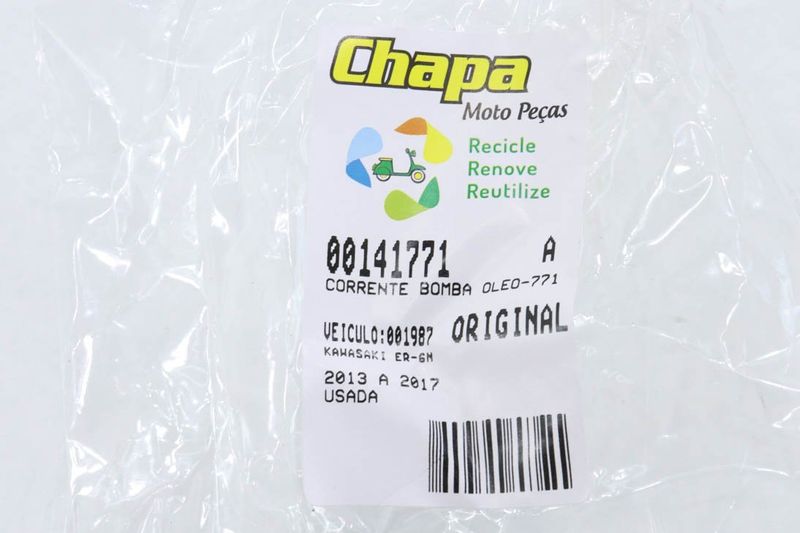 Chapa
Moto Peças
Recicle
Renove
Reutilize
00141771 A
CORRENTE BOMBA OLEO-771
VEICULO:001987 ORIGINAL
KAWASAKI ER-6N
2013 A 2017
USADA